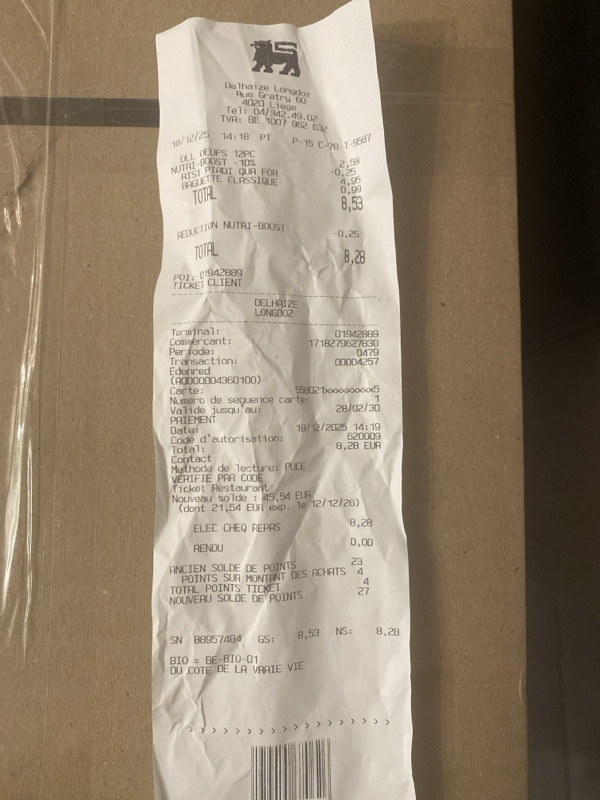 Delhaize Longdoz
Rue Gretry 60
4020 Liege
Tel: 04/342.49.02
TVA: BE 1007 962 632
18/12/25 14:18 PT P-15 C-78 T-9587
DLL OEUFS 12PC 2,59
NUTRI-BOOST -10% -0,25
RIST PIADI QUA FOR 4,95
BAGUETTE CLASSIQUE 0,99
TOTAL 8,53
REDUCTION NUTRI-BOOST -0,25
TOTAL 8,28
POI: 01942889
TICKET CLIENT
DELHAIZE
LONGDOZ
Terminal: 01942889
Commercant: 1718279627830
Periode: 0479
Transaction: 00004257
Edenred
(A0000004360100)
Carte: 558021xxxxxxxxx5
Numero de sequence carte: 1
Valide jusqu'au: 28/02/30
PAIEMENT
Date: 18/12/2025 14:19
Code d'autorisation: 620009
Total: 8,28 EUR
Contact
Methode de lecture: PUCE
VERIFIE PAR CODE
Ticket Restaurant
Nouveau solde : 45,54 EUR
(dont 21,54 EUR exp. le 12/12/26)
ELEC CHEQ REPAS 8,28
RENDU 0,00
ANCIEN SOLDE DE POINTS 23
POINTS SUR MONTANT DES ACHATS 4
TOTAL POINTS TICKET 4
NOUVEAU SOLDE DE POINTS 27
SN 88957484 GS: 8,53 NS: 8,28
BIO = BE-BIO-01
DU COTE DE LA VRAIE VIE
> > > > > > > > > > > > > > > > > >